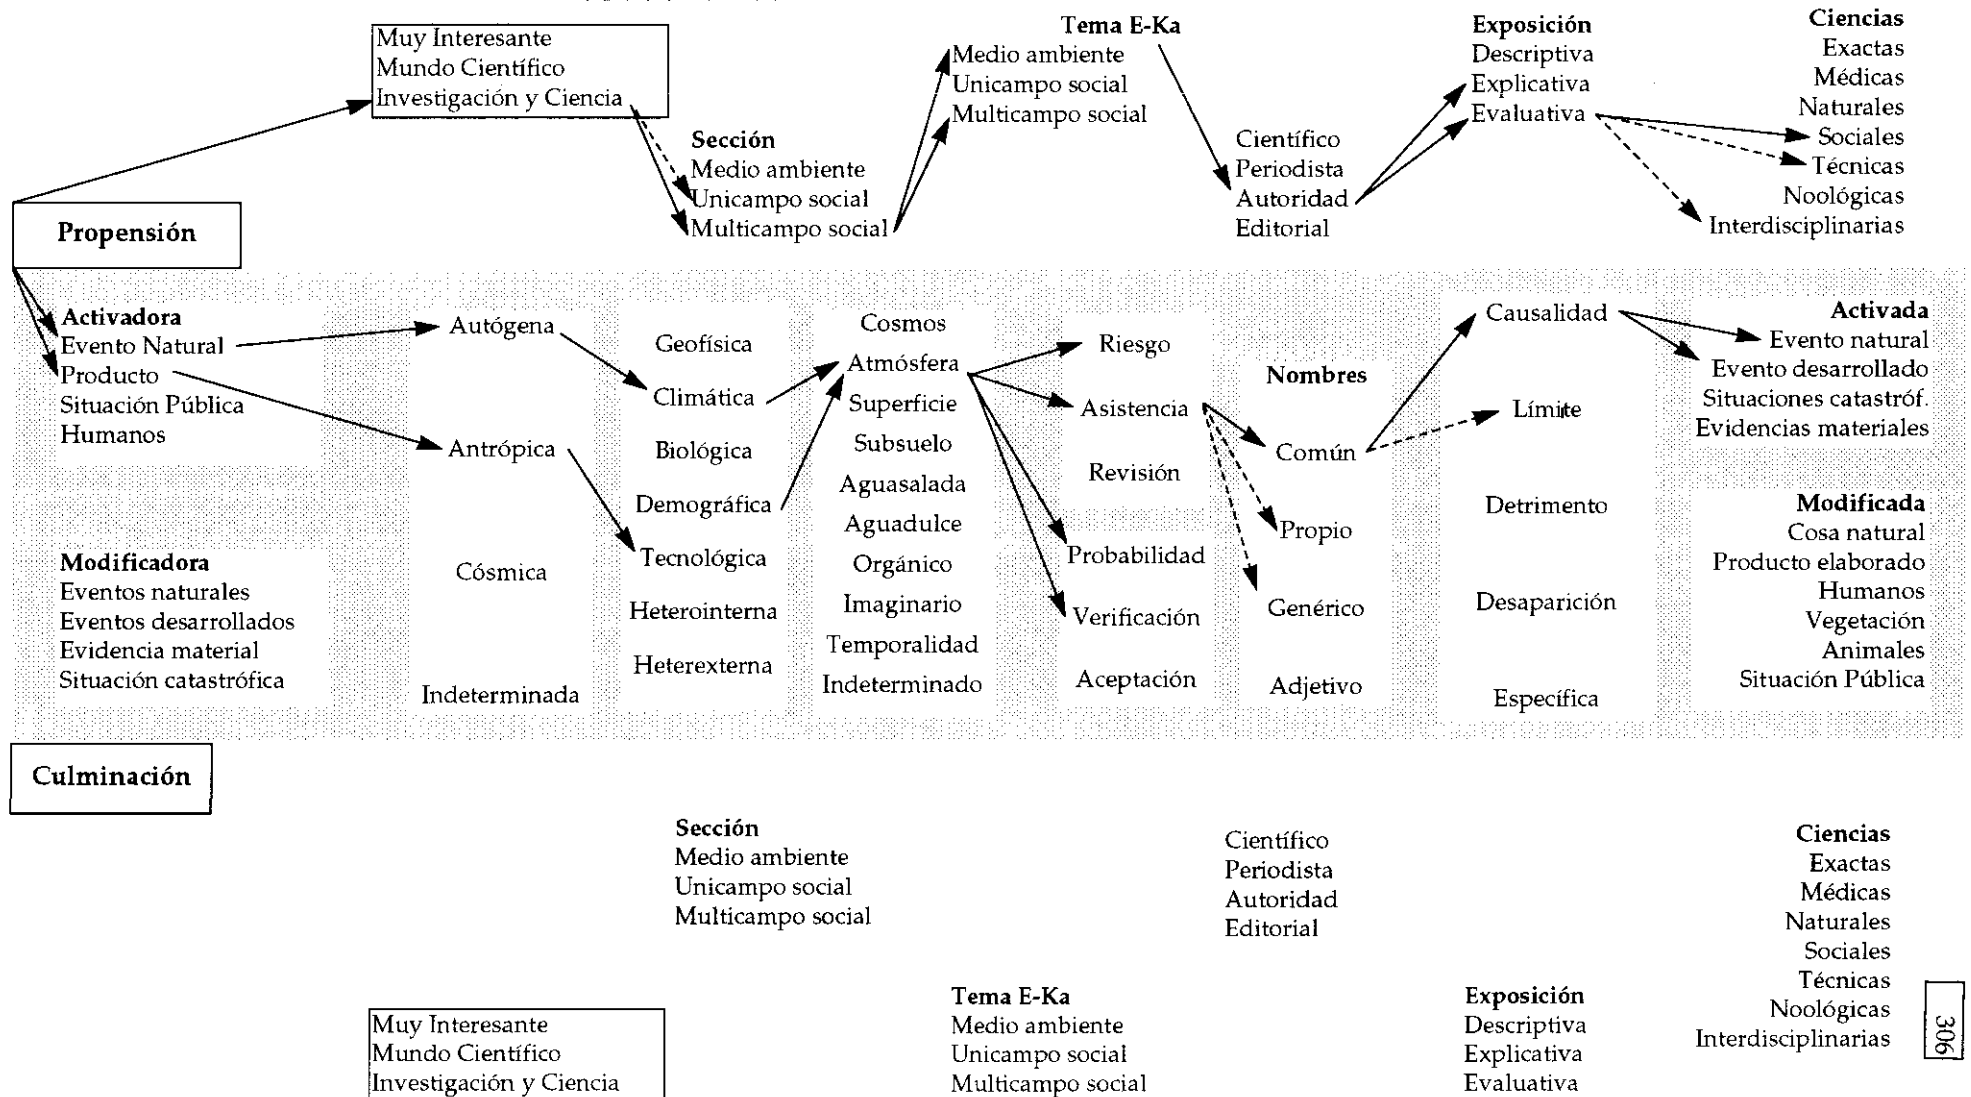 Muy Interesante
Mundo Científico
Investigación y Ciencia
Sección
Medio ambiente
Unicampo social
Multicampo social
Tema E-Ka
Medio ambiente
Unicampo social
Multicampo social
Científico
Periodista
Autoridad
Editorial
Exposición
Descriptiva
Explicativa
Evaluativa
Ciencias
Exactas
Médicas
Naturales
Sociales
Técnicas
Noológicas
Interdisciplinarias
Propensión
Activadora
Evento Natural
Producto
Situación Pública
Humanos
Modificadora
Eventos naturales
Eventos desarrollados
Evidencia material
Situación catastrófica
Autógena
Antrópica
Cósmica
Indeterminada
Geofísica
Climática
Biológica
Demográfica
Tecnológica
Heterointerna
Heterexterna
Cosmos
Atmósfera
Superficie
Subsuelo
Aguasalada
Aguadulce
Orgánico
Imaginario
Temporalidad
Indeterminado
Riesgo
Asistencia
Revisión
Probabilidad
Verificación
Aceptación
Nombres
Común
Propio
Genérico
Adjetivo
Causalidad
Límite
Detrimento
Desaparición
Específica
Activada
Evento natural
Evento desarrollado
Situaciones catastróf.
Evidencias materiales
Modificada
Cosa natural
Producto elaborado
Humanos
Vegetación
Animales
Situación Pública
Culminación
Sección
Medio ambiente
Unicampo social
Multicampo social
Científico
Periodista
Autoridad
Editorial
Ciencias
Exactas
Médicas
Naturales
Sociales
Técnicas
Noológicas
Interdisciplinarias
Muy Interesante
Mundo Científico
Investigación y Ciencia
Tema E-Ka
Medio ambiente
Unicampo social
Multicampo social
Exposición
Descriptiva
Explicativa
Evaluativa
306